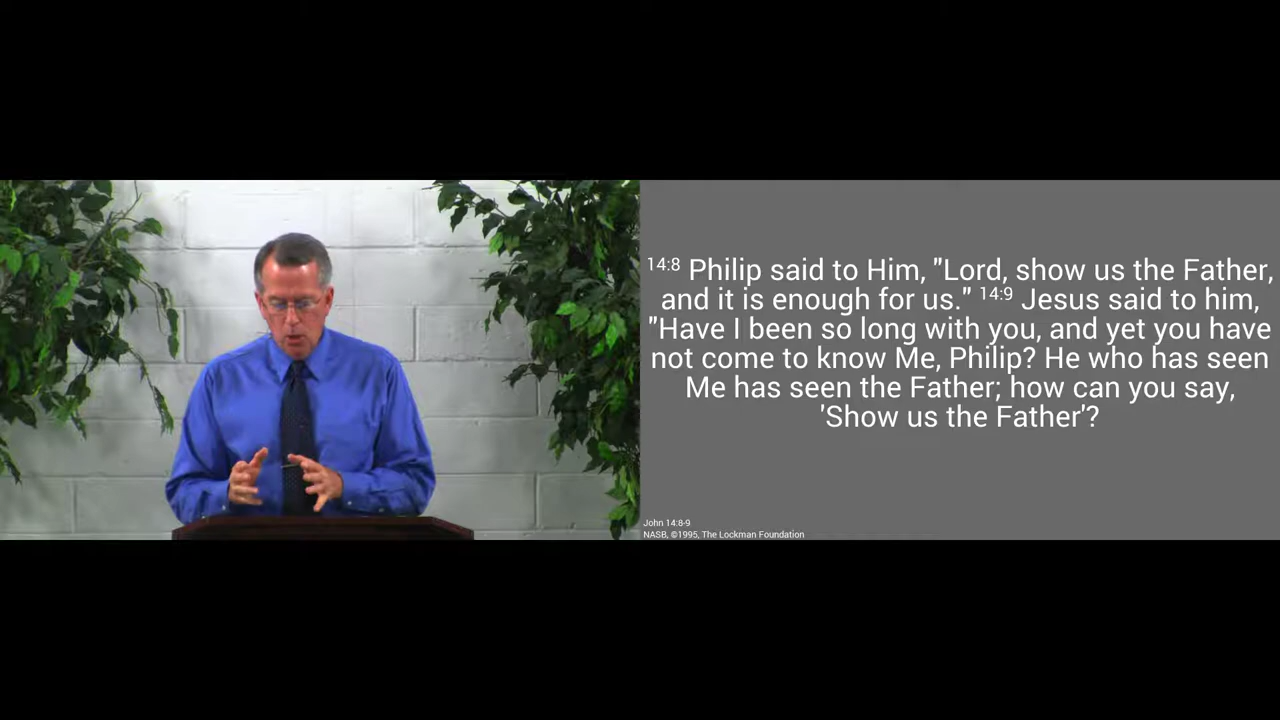 14:8 Philip said to Him, "Lord, show us the Father,
and it is enough for us." 14:9 Jesus said to him,
"Have I been so long with you, and yet you have
not come to know Me, Philip? He who has seen
Me has seen the Father; how can you say,
'Show us the Father'?
John 14:8-9
NASB, ©1995, The Lockman Foundation